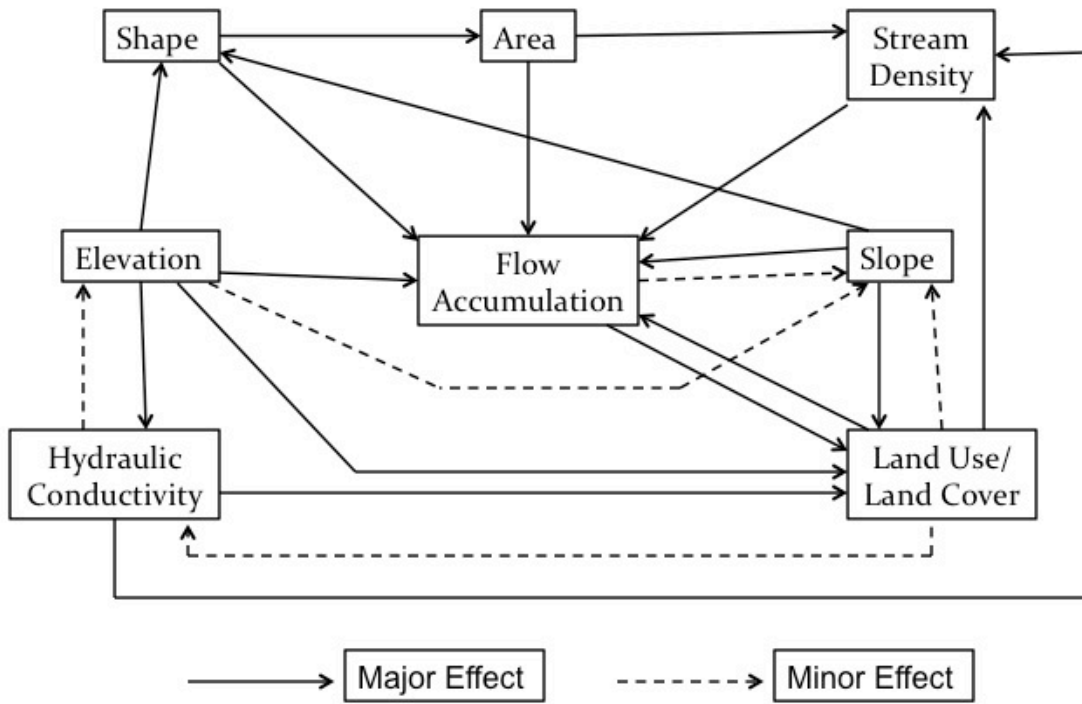 Shape
Area
Stream
Density
Elevation
Flow
Accumulation
Slope
Hydraulic
Conductivity
Land Use/
Land Cover
Major Effect
Minor Effect